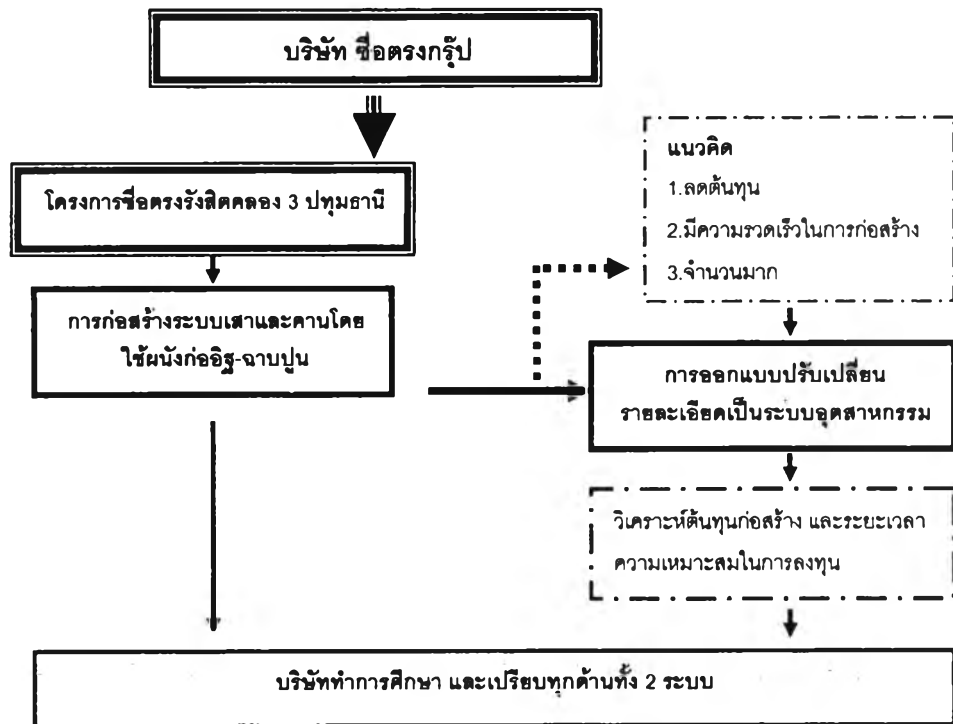 บริษัท ซื่อตรงกรุ๊ป
โครงการซื่อตรงรังสิตคลอง 3 ปทุมธานี
การก่อสร้างระบบเสาและคานโดย
ใช้ผนังก่ออิฐ-ฉาบปูน
แนวคิด
1.ลดต้นทุน
2.มีความรวดเร็วในการก่อสร้าง
3.จำนวนมาก
การออกแบบปรับเปลี่ยน
รายละเอียดเป็นระบบอุตสาหกรรม
วิเคราะห์ต้นทุนก่อสร้าง และระยะเวลา
ความเหมาะสมในการลงทุน
บริษัททำการศึกษา และเปรียบทุกด้านทั้ง 2 ระบบ